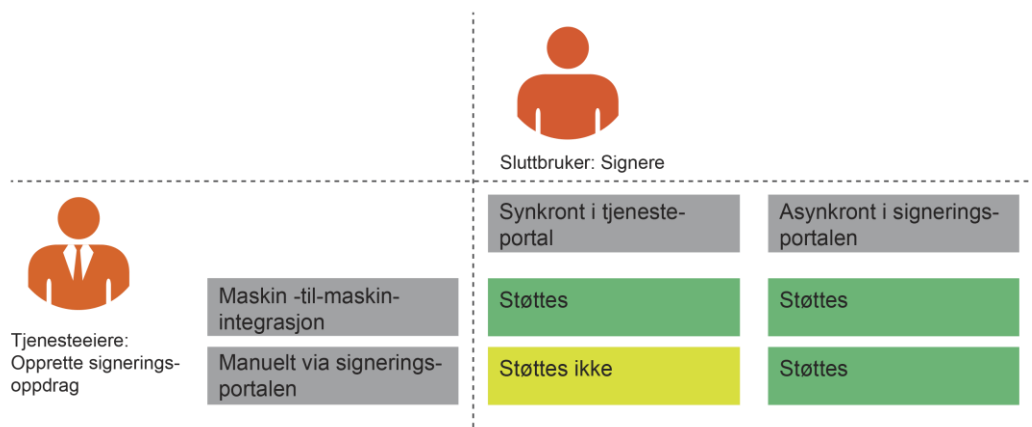 Sluttbruker: Signere
Synkront i tjeneste-
portal
Asynkront i signerings-
portalen
Tjenesteeiere:
Opprette signerings-
oppdrag
Maskin -til-maskin-
integrasjon
Støttes
Støttes
Manuelt via signerings-
portalen
Støttes ikke
Støttes